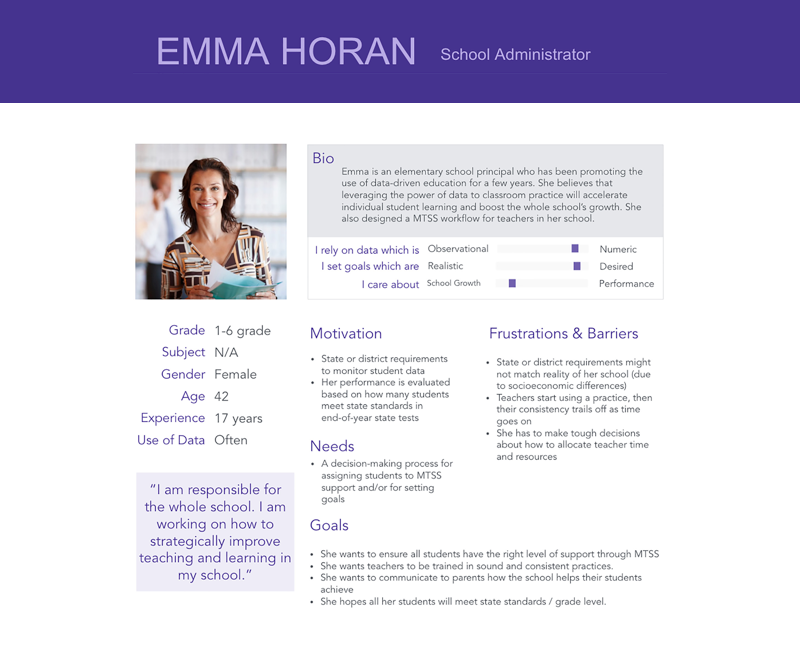 EMMA HORAN School Administrator
Bio
Emma is an elementary school principal who has been promoting the
use of data-driven education for a few years. She believes that
leveraging the power of data to classroom practice will accelerate
individual student learning and boost the whole school's growth. She
also designed a MTSS workflow for teachers in her school.
I rely on data which is Observational Numeric
I set goals which are Realistic Desired
I care about School Growth Performance
Grade 1-6 grade
Subject N/A
Gender Female
Age 42
Experience 17 years
Use of Data Often
“I am responsible for
the whole school. I am
working on how to
strategically improve
teaching and learning in
my school.”
Motivation
• State or district requirements
to monitor student data
• Her performance is evaluated
based on how many students
meet state standards in
end-of-year state tests
Needs
• A decision-making process for
assigning students to MTSS
support and/or for setting
goals
Frustrations & Barriers
• State or district requirements might
not match reality of her school (due
to socioeconomic differences)
• Teachers start using a practice, then
their consistency trails off as time
goes on
• She has to make tough decisions
about how to allocate teacher time
and resources
Goals
• She wants to ensure all students have the right level of support through MTSS
• She wants teachers to be trained in sound and consistent practices.
• She wants to communicate to parents how the school helps their students
achieve
• She hopes all her students will meet state standards / grade level.